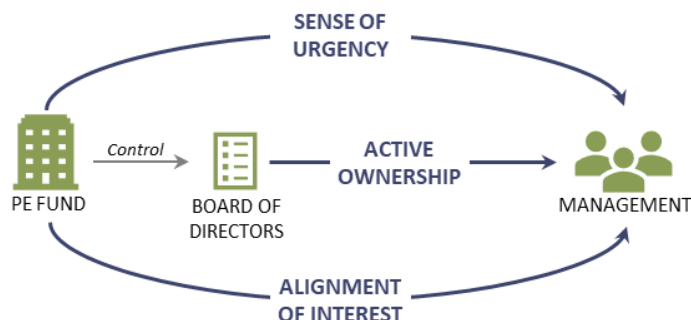 SENSE OF
URGENCY
Control
ACTIVE
OWNERSHIP
PE FUND
BOARD OF
DIRECTORS
MANAGEMENT
ALIGNMENT
OF INTEREST